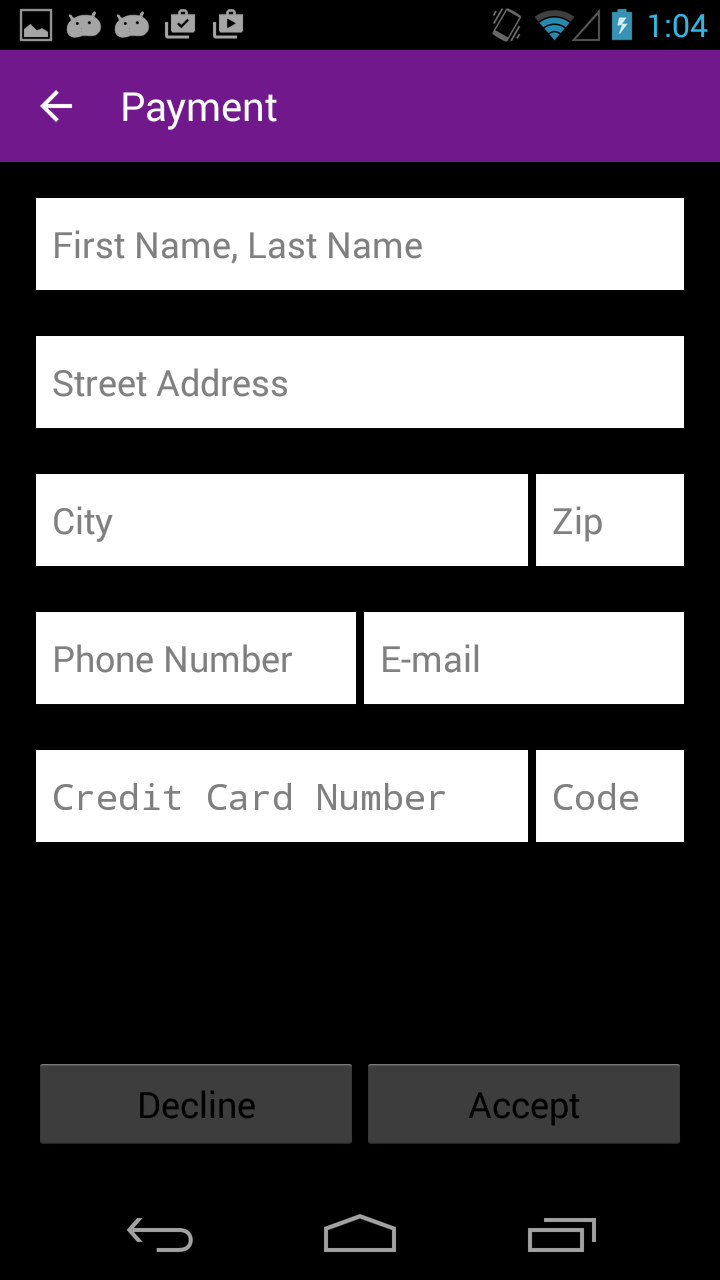 1:04
Payment
First Name, Last Name
Street Address
City Zip
Phone Number E-mail
Credit Card Number Code
Decline Accept